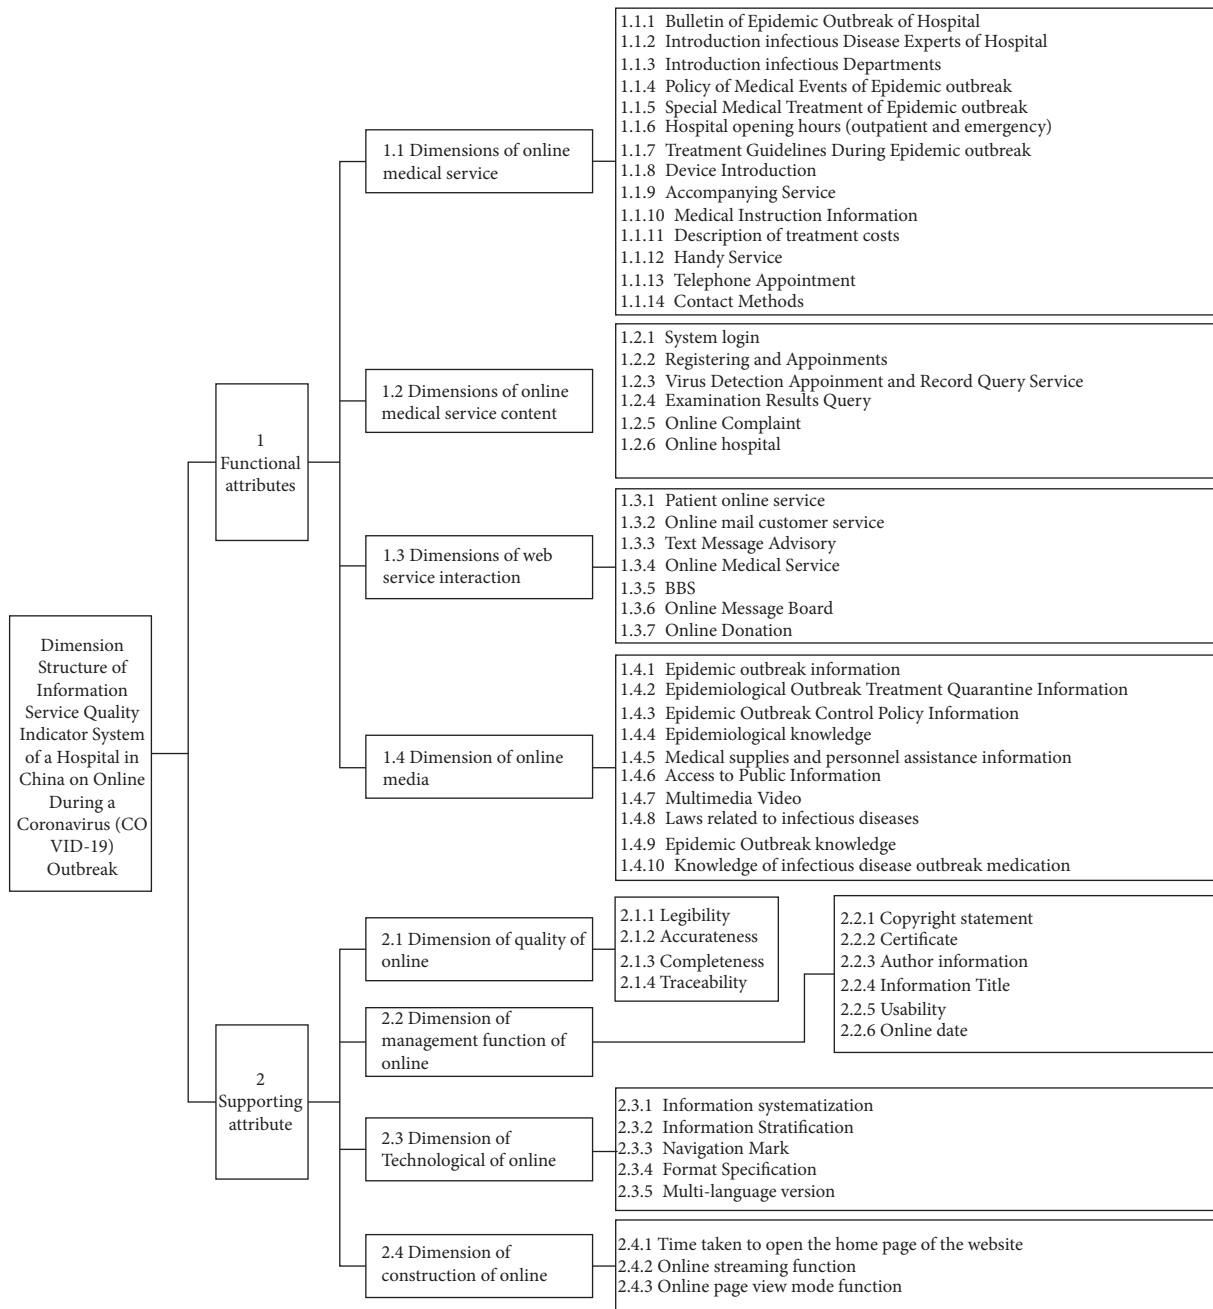 Dimension
Structure of
Information
Service Quality
Indicator System
of a Hospital in
China on Online
During a
Coronavirus (CO
VID-19)
Outbreak
1
Functional
attributes
1.1 Dimensions of online
medical service
1.1.1 Bulletin of Epidemic Outbreak of Hospital
1.1.2 Introduction infectious Disease Experts of Hospital
1.1.3 Introduction infectious Departments
1.1.4 Policy of Medical Events of Epidemic outbreak
1.1.5 Special Medical Treatment of Epidemic outbreak
1.1.6 Hospital opening hours (outpatient and emergency)
1.1.7 Treatment Guidelines During Epidemic outbreak
1.1.8 Device Introduction
1.1.9 Accompanying Service
1.1.10 Medical Instruction Information
1.1.11 Description of treatment costs
1.1.12 Handy Service
1.1.13 Telephone Appointment
1.1.14 Contact Methods
1.2 Dimensions of online
medical service content
1.2.1 System login
1.2.2 Registering and Appoinments
1.2.3 Virus Detection Appoinment and Record Query Service
1.2.4 Examination Results Query
1.2.5 Online Complaint
1.2.6 Online hospital
1.3 Dimensions of web
service interaction
1.3.1 Patient online service
1.3.2 Online mail customer service
1.3.3 Text Message Advisory
1.3.4 Online Medical Service
1.3.5 BBS
1.3.6 Online Message Board
1.3.7 Online Donation
1.4 Dimension of online
media
1.4.1 Epidemic outbreak information
1.4.2 Epidemiological Outbreak Treatment Quarantine Information
1.4.3 Epidemic Outbreak Control Policy Information
1.4.4 Epidemiological knowledge
1.4.5 Medical supplies and personnel assistance information
1.4.6 Access to Public Information
1.4.7 Multimedia Video
1.4.8 Laws related to infectious diseases
1.4.9 Epidemic Outbreak knowledge
1.4.10 Knowledge of infectious disease outbreak medication
2
Supporting
attribute
2.1 Dimension of quality of
online
2.1.1 Legibility
2.1.2 Accurateness
2.1.3 Completeness
2.1.4 Traceability
2.2 Dimension of
management function of
online
2.2.1 Copyright statement
2.2.2 Certificate
2.2.3 Author information
2.2.4 Information Title
2.2.5 Usability
2.2.6 Online date
2.3 Dimension of
Technological of online
2.3.1 Information systematization
2.3.2 Information Stratification
2.3.3 Navigation Mark
2.3.4 Format Specification
2.3.5 Multi-language version
2.4 Dimension of
construction of online
2.4.1 Time taken to open the home page of the website
2.4.2 Online streaming function
2.4.3 Online page view mode function